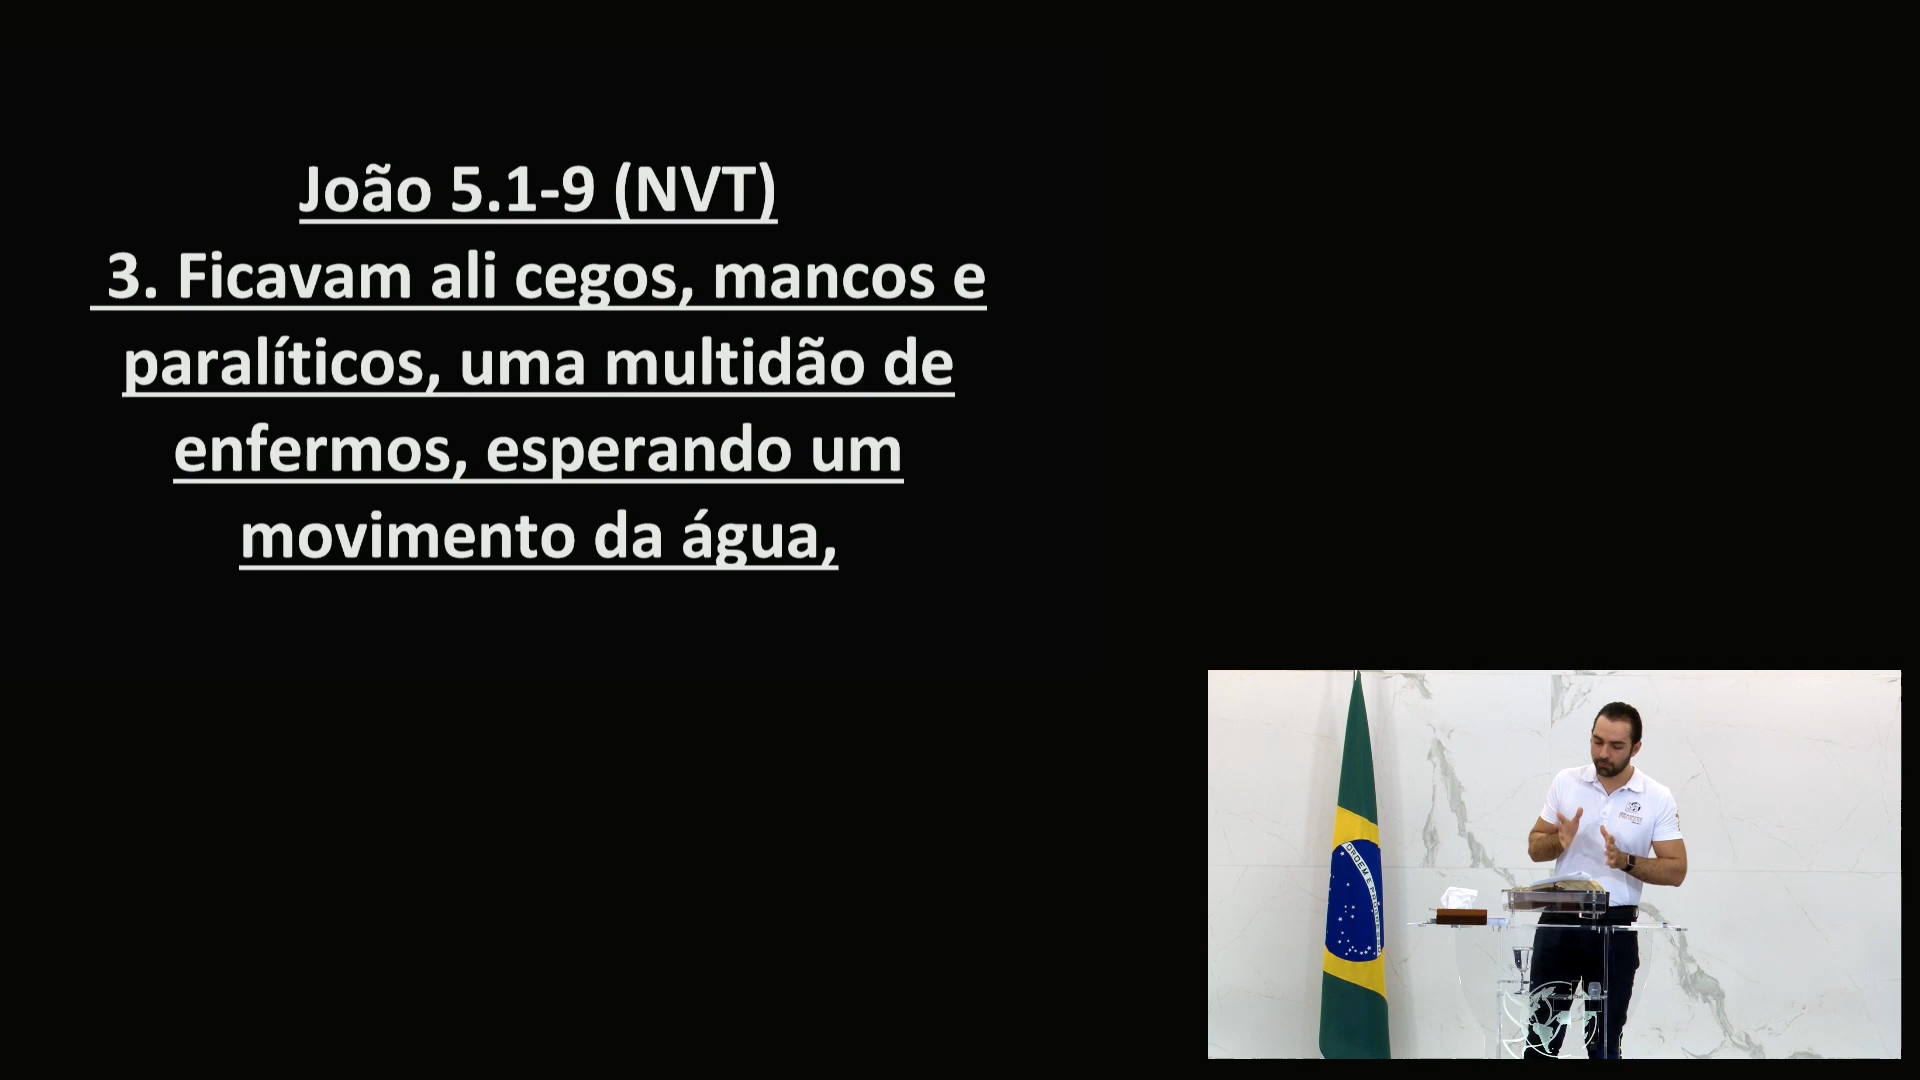 João 5.1-9 (NVT)
3. Ficavam ali cegos, mancos e
paralíticos, uma multidão de
enfermos, esperando um
movimento da água,
ORDEM E